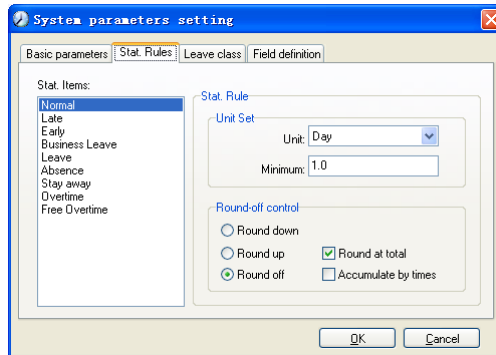 System parameters setting
Basic parameters Stat. Rules Leave class Field definition
Stat. Items:
Normal
Late
Early
Business Leave
Leave
Absence
Stay away
Overtime
Free Overtime
Stat. Rule
Unit Set
Unit: Day
Minimum: 1.0
Round-off control
Round down
Round up Round at total
Round off Accumulate by times
OK Cancel